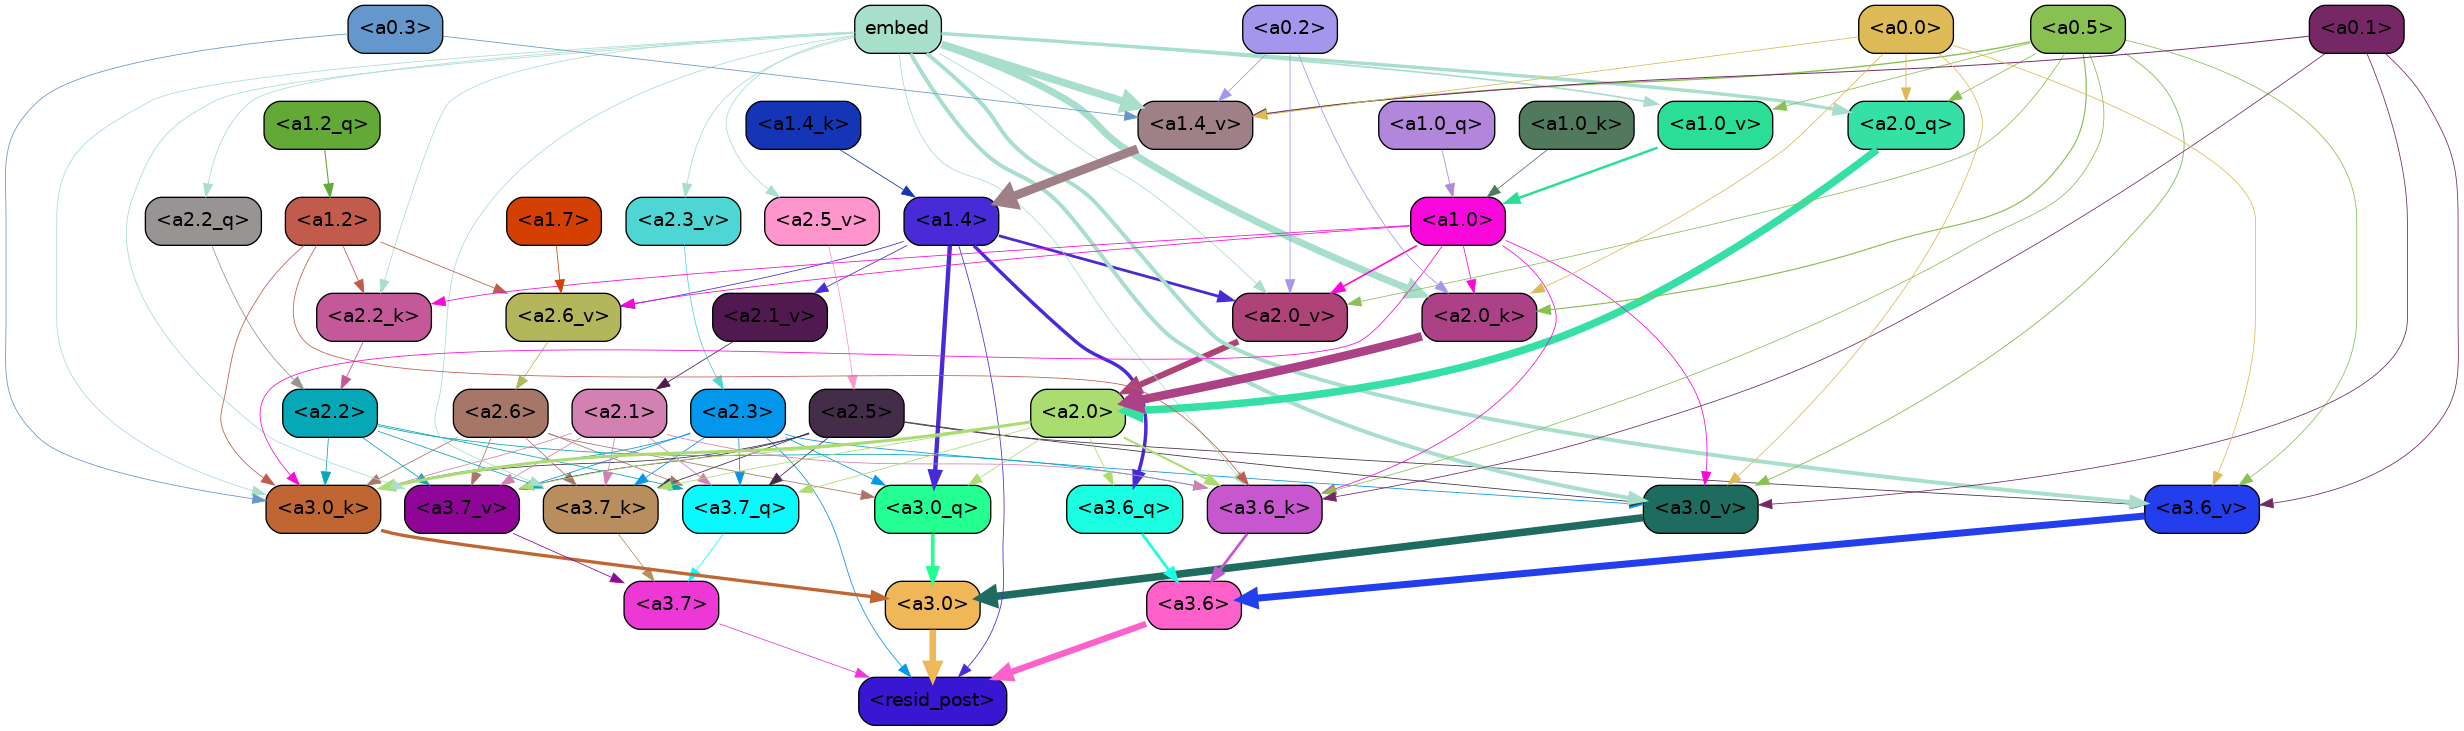 <a0.3>
embed
<a0.2>
<a0.0>
<a0.5>
<a0.1>
<a1.2_q>
<a1.4_k>
<a1.4_v>
<a1.0_q>
<a1.0_k>
<a1.0_v>
<a2.0_q>
<a2.2_q>
<a1.2>
<a1.7>
<a2.3_v>
<a2.5_v>
<a1.4>
<a1.0>
<a2.2_k>
<a2.6_v>
<a2.1_v>
<a2.0_v>
<a2.0_k>
<a2.2>
<a2.6>
<a2.1>
<a2.3>
<a2.5>
<a2.0>
<a3.0_k>
<a3.7_v>
<a3.7_k>
<a3.7_q>
<a3.0_q>
<a3.6_q>
<a3.6_k>
<a3.0_v>
<a3.6_v>
<a3.7>
<a3.0>
<a3.6>
<resid_post>